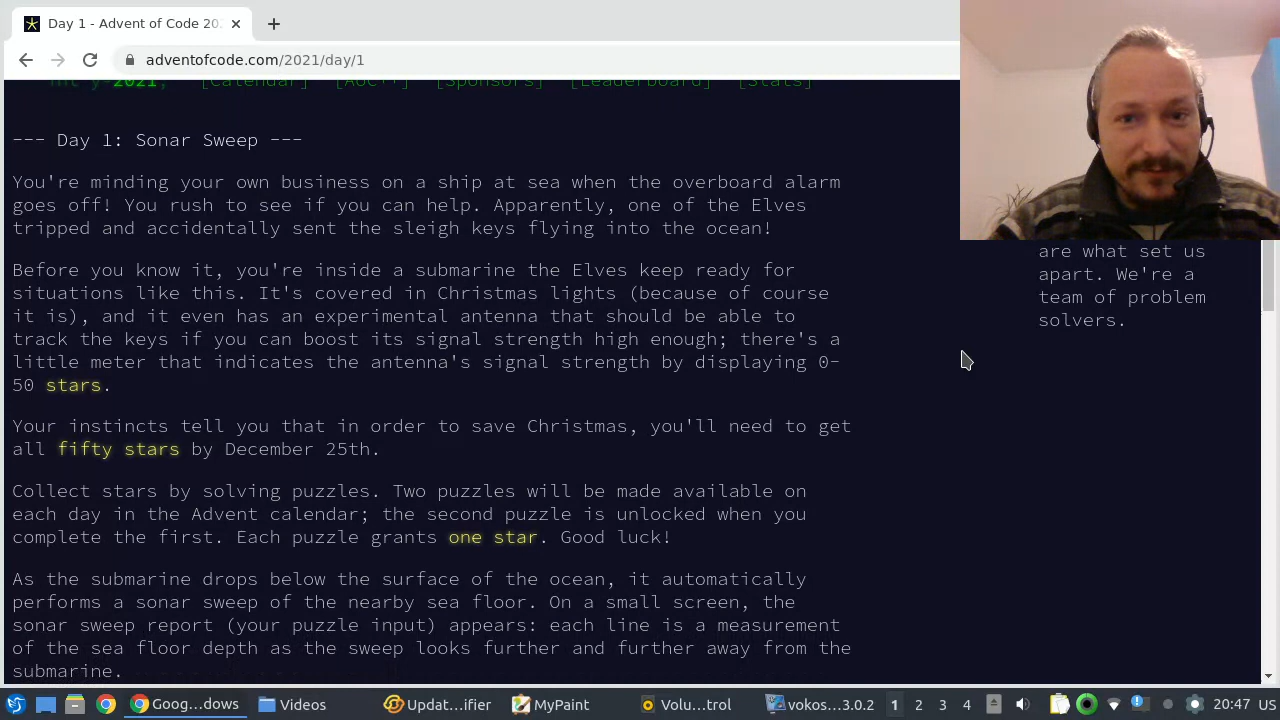 Day 1 - Advent of Code 20
adventofcode.com/2021/day/1
y=2021; [Calendar] [AoC++] [Sponsors] [Leaderboard] [Stats]
--- Day 1: Sonar Sweep ---
You're minding your own business on a ship at sea when the overboard alarm
goes off! You rush to see if you can help. Apparently, one of the Elves
tripped and accidentally sent the sleigh keys flying into the ocean!
Before you know it, you're inside a submarine the Elves keep ready for
situations like this. It's covered in Christmas lights (because of course
it is), and it even has an experimental antenna that should be able to
track the keys if you can boost its signal strength high enough; there's a
little meter that indicates the antenna's signal strength by displaying 0-
50 stars.
Your instincts tell you that in order to save Christmas, you'll need to get
all fifty stars by December 25th.
Collect stars by solving puzzles. Two puzzles will be made available on
each day in the Advent calendar; the second puzzle is unlocked when you
complete the first. Each puzzle grants one star. Good luck!
As the submarine drops below the surface of the ocean, it automatically
performs a sonar sweep of the nearby sea floor. On a small screen, the
sonar sweep report (your puzzle input) appears: each line is a measurement
of the sea floor depth as the sweep looks further and further away from the
submarine.
are what set us
apart. We're a
team of problem
solvers.
Goog...dows
Videos
Updat...ifier
MyPaint
Volu...trol
vokos...3.0.2
1 2 3 4
20:47 US